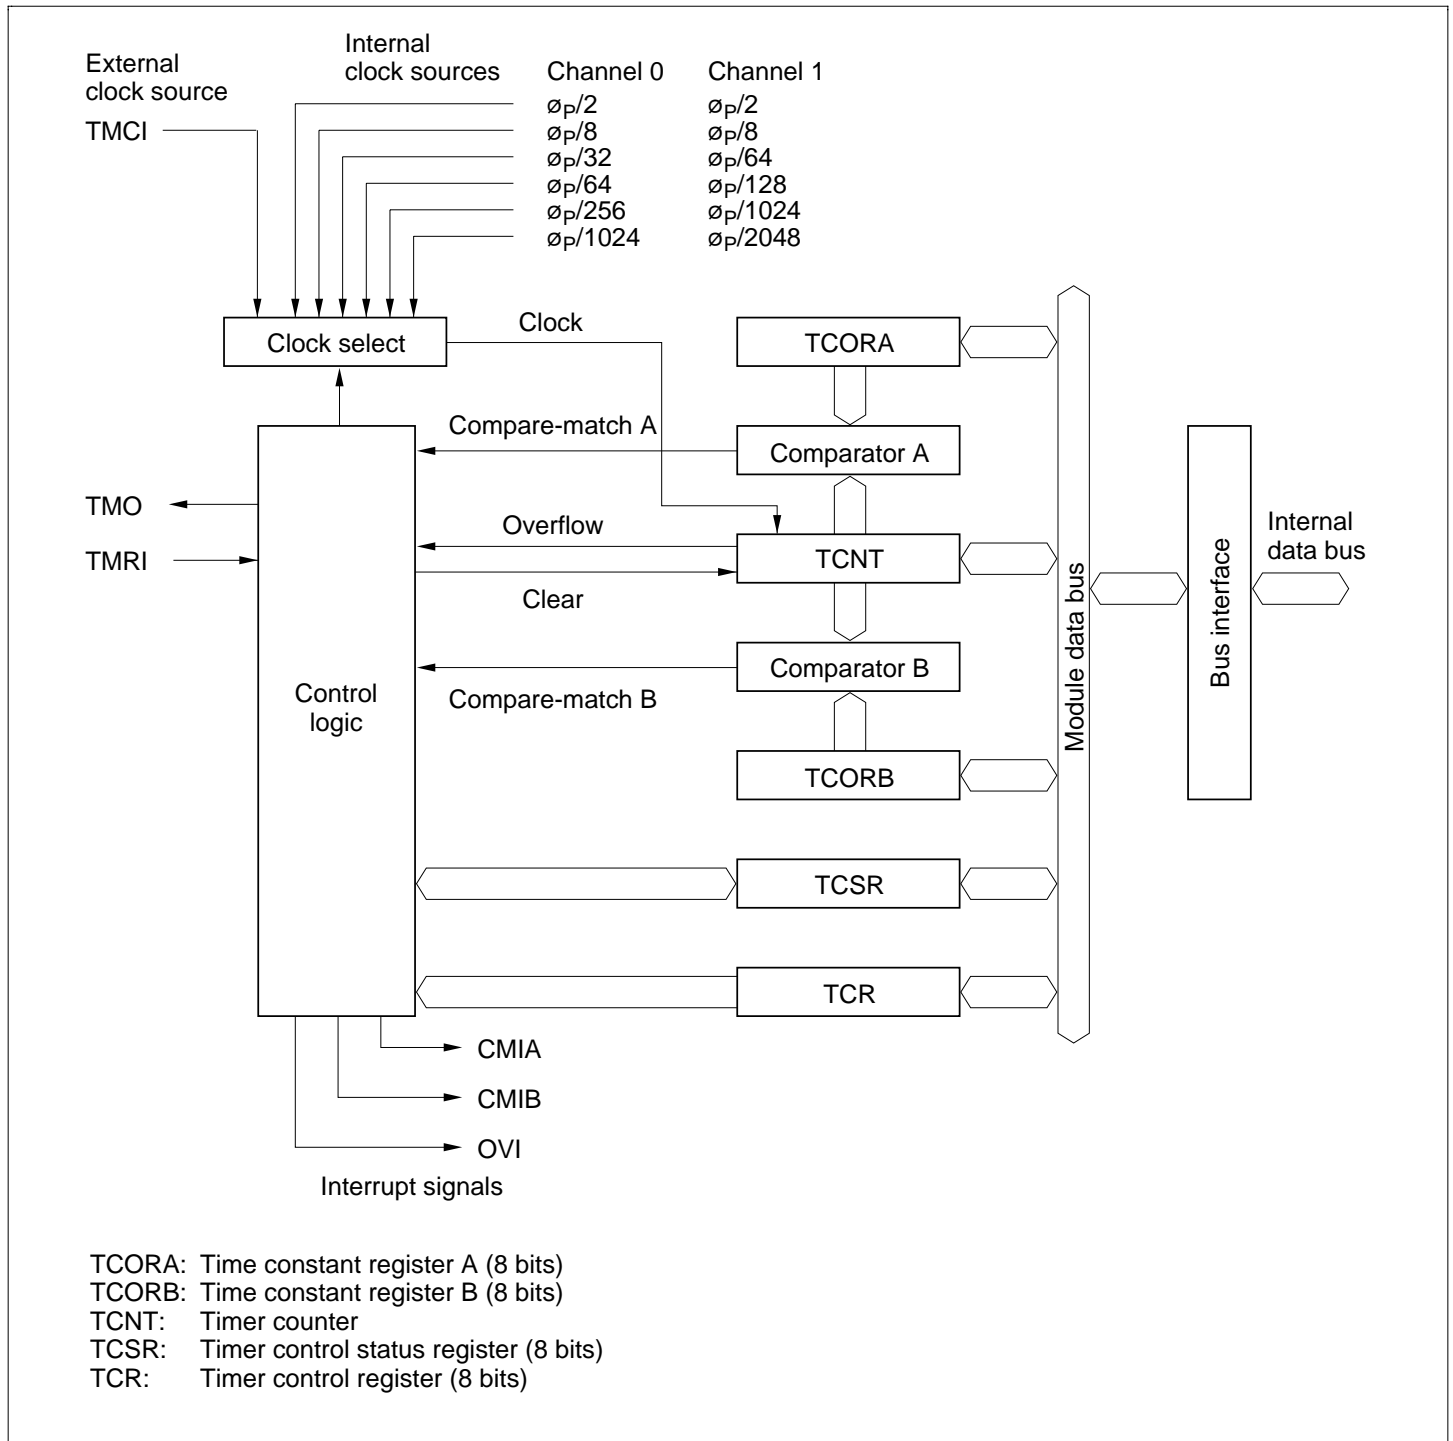 External
clock source
Internal
clock sources
Channel 0 Channel 1
TMCI
øP/2 øP/2
øP/8 øP/8
øP/32 øP/64
øP/64 øP/128
øP/256 øP/1024
øP/1024 øP/2048
Clock select
Clock
TCORA
Compare-match A
Comparator A
TMO
Overflow
TMRI
TCNT
Clear
Internal
data bus
Module data bus
Bus interface
Comparator B
Compare-match B
Control
logic
TCORB
TCSR
TCR
CMIA
CMIB
OVI
Interrupt signals
TCORA: Time constant register A (8 bits)
TCORB: Time constant register B (8 bits)
TCNT: Timer counter
TCSR: Timer control status register (8 bits)
TCR: Timer control register (8 bits)